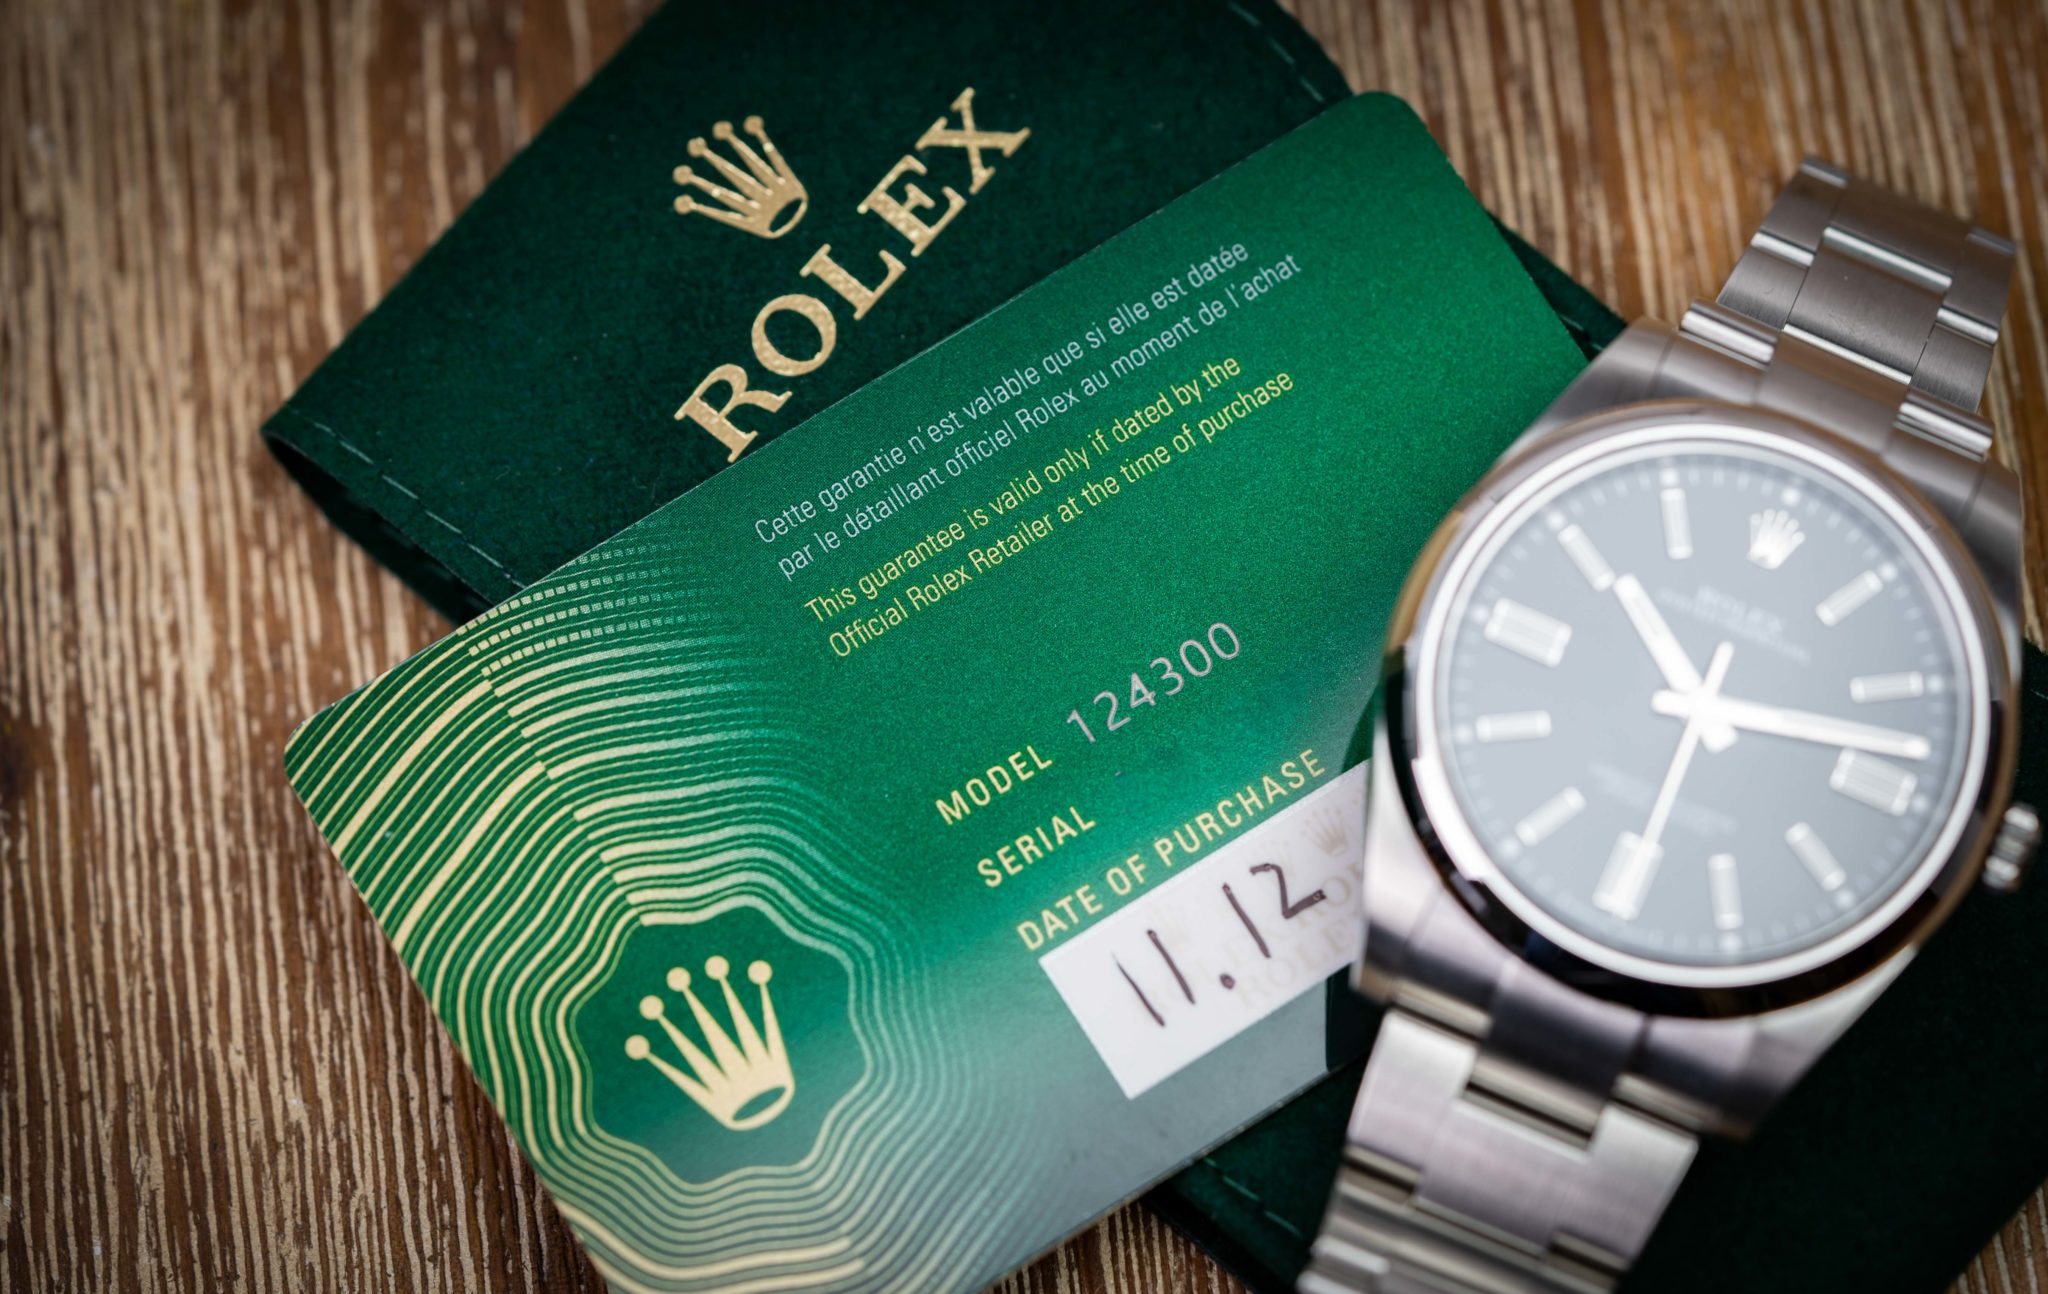 ROLEX
Cette garantie n'est valable que si elle est datée
par le détaillant officiel Rolex au moment de l'achat
This guarantee is valid only if dated by the
Official Rolex Retailer at the time of purchase
MODEL 124300
SERIAL
DATE OF PURCHASE
11.12
ROLEX